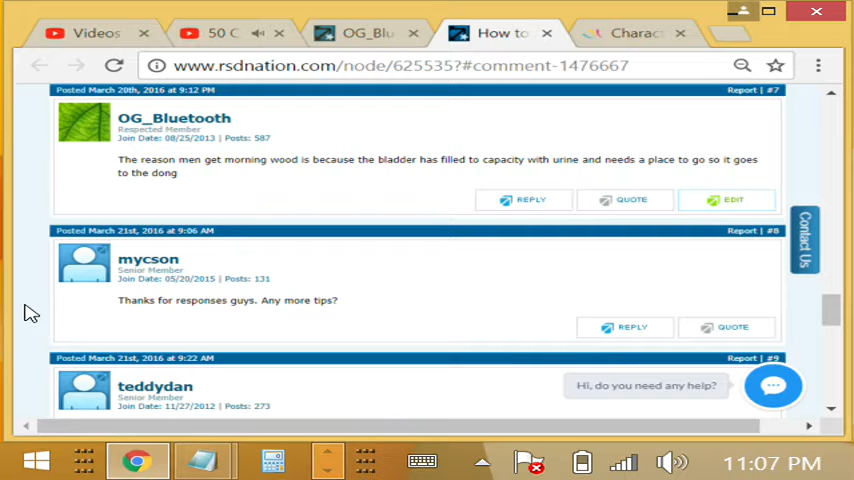 Videos
50 C
OG_Blu
How to
Charact
www.rsdnation.com/node/625535?#comment-1476667
Posted March 20th, 2016 at 9:12 PM
Report | #7
OG_Bluetooth
Respected Member
Join Date: 08/25/2013 | Posts: 587
The reason men get morning wood is because the bladder has filled to capacity with urine and needs a place to go so it goes
to the dong
REPLY
QUOTE
EDIT
Contact Us
Posted March 21st, 2016 at 9:06 AM
Report | #8
mycson
Senior Member
Join Date: 05/20/2015 | Posts: 131
Thanks for responses guys. Any more tips?
REPLY
QUOTE
Posted March 21st, 2016 at 9:22 AM
Report | #9
teddydan
Senior Member
Join Date: 11/27/2012 | Posts: 273
Hi, do you need any help?
11:07 PM